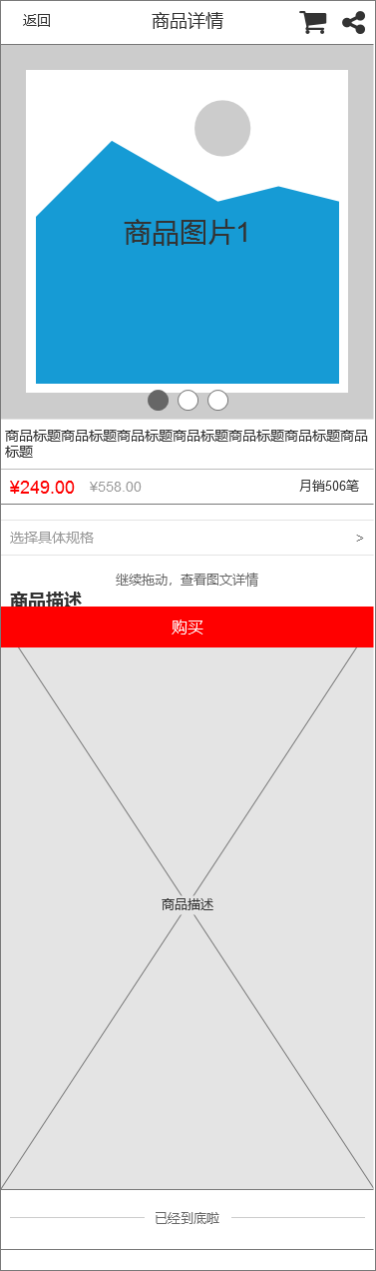 返回
商品详情
商品图片1
商品标题商品标题商品标题商品标题商品标题商品标题商品
标题
¥249.00 ¥558.00 月销506笔
选择具体规格 >
继续拖动，查看图文详情
商品描述
购买
商品描述
已经到底啦